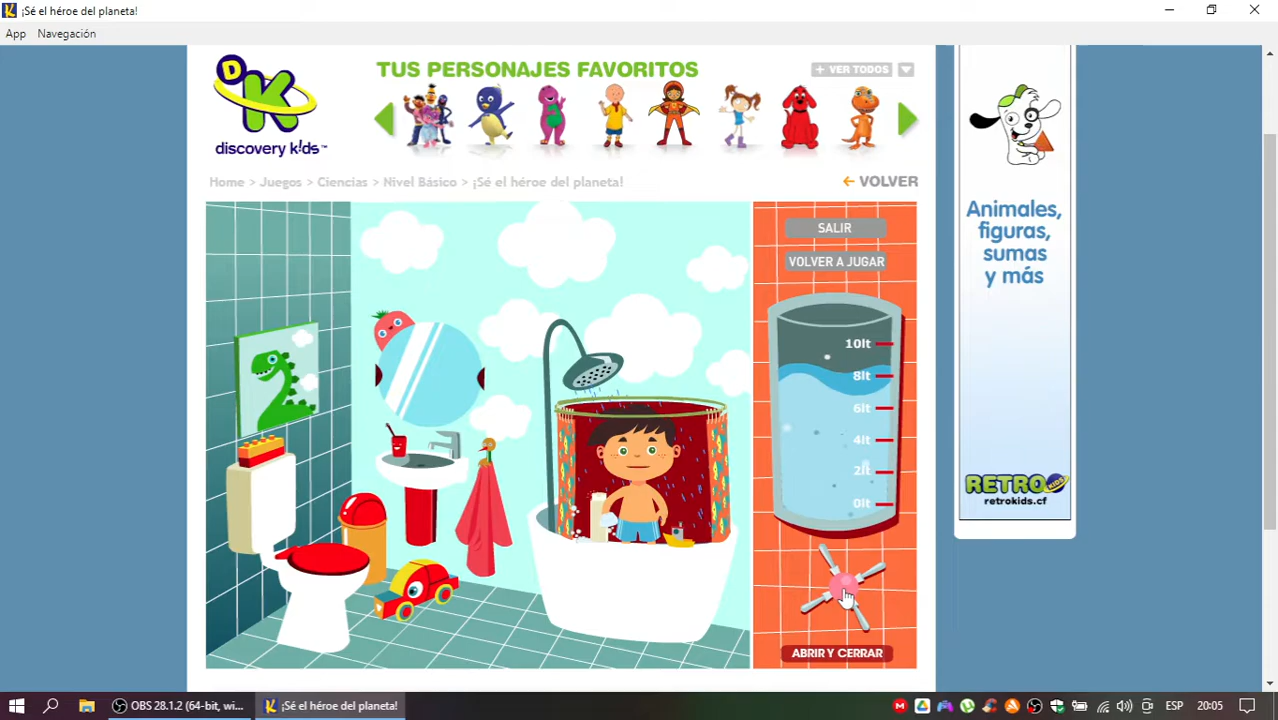 ¡Sé el héroe del planeta!
App Navegación
D K
discovery k!ds™
TUS PERSONAJES FAVORITOS
+ VER TODOS
Home > Juegos > Ciencias > Nivel Básico > ¡Sé el héroe del planeta!
← VOLVER
SALIR
VOLVER A JUGAR
10lt
8lt
6lt
4lt
2lt
0lt
ABRIR Y CERRAR
Animales,
figuras,
sumas
y más
RETRO KIDS
retrokids.cf
OBS 28.1.2 (64-bit, wi...
¡Sé el héroe del planeta!
ESP
20:05